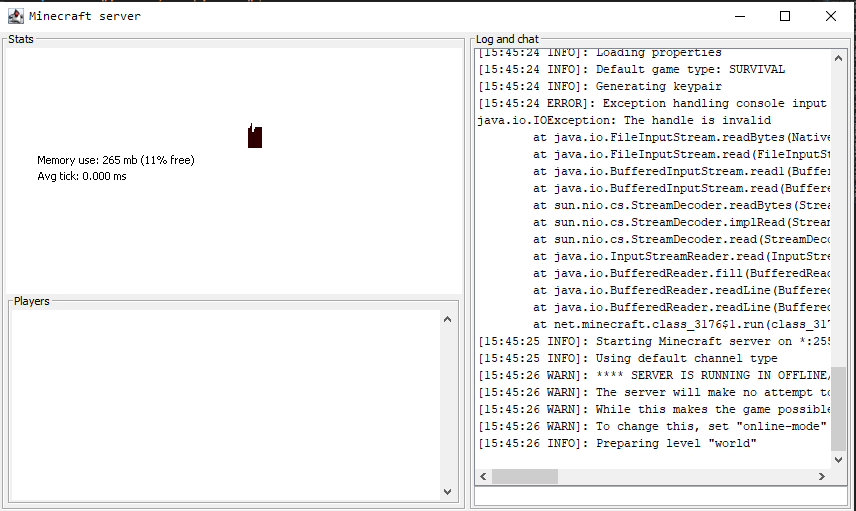 Minecraft server
Stats
Memory use: 265 mb (11% free)
Avg tick: 0.000 ms
Players
Log and chat
[15:45:24 INFO]: Loading properties
[15:45:24 INFO]: Default game type: SURVIVAL
[15:45:24 INFO]: Generating keypair
[15:45:24 ERROR]: Exception handling console input
java.io.IOException: The handle is invalid
at java.io.FileInputStream.readBytes(Native
at java.io.FileInputStream.read(FileInputSt
at java.io.BufferedInputStream.read1(Buffer
at java.io.BufferedInputStream.read(Buffere
at sun.nio.cs.StreamDecoder.readBytes(Strea
at sun.nio.cs.StreamDecoder.implRead(Stream
at sun.nio.cs.StreamDecoder.read(StreamDeco
at java.io.InputStreamReader.read(InputStre
at java.io.BufferedReader.fill(BufferedRead
at java.io.BufferedReader.readLine(Buffered
at java.io.BufferedReader.readLine(Buffered
at net.minecraft.class_3176$1.run(class_317
[15:45:25 INFO]: Starting Minecraft server on *:255
[15:45:25 INFO]: Using default channel type
[15:45:26 WARN]: **** SERVER IS RUNNING IN OFFLINE/
[15:45:26 WARN]: The server will make no attempt to
[15:45:26 WARN]: While this makes the game possible
[15:45:26 WARN]: To change this, set "online-mode"
[15:45:26 INFO]: Preparing level "world"